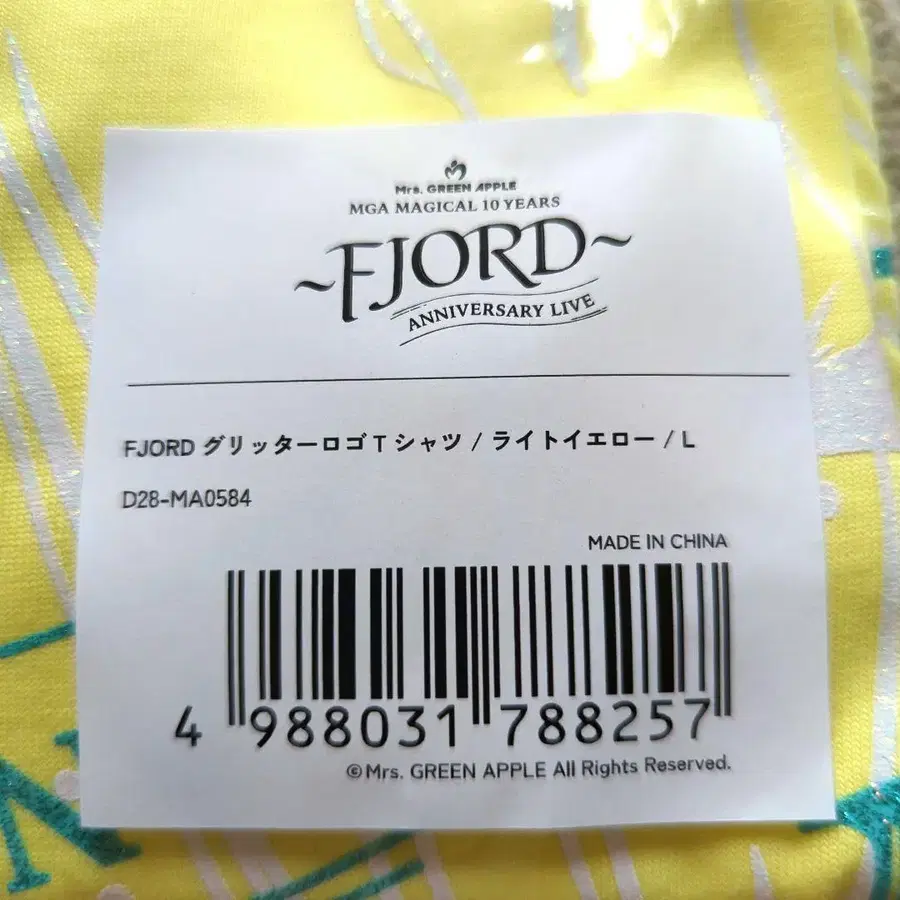 Mrs. GREEN APPLE
MGA MAGICAL 10 YEARS
~FJORD~
ANNIVERSARY LIVE
FJORD グリッターロゴTシャツ / ライトイエロー / L
D28-MA0584
MADE IN CHINA
4 988031 788257
©Mrs. GREEN APPLE All Rights Reserved.